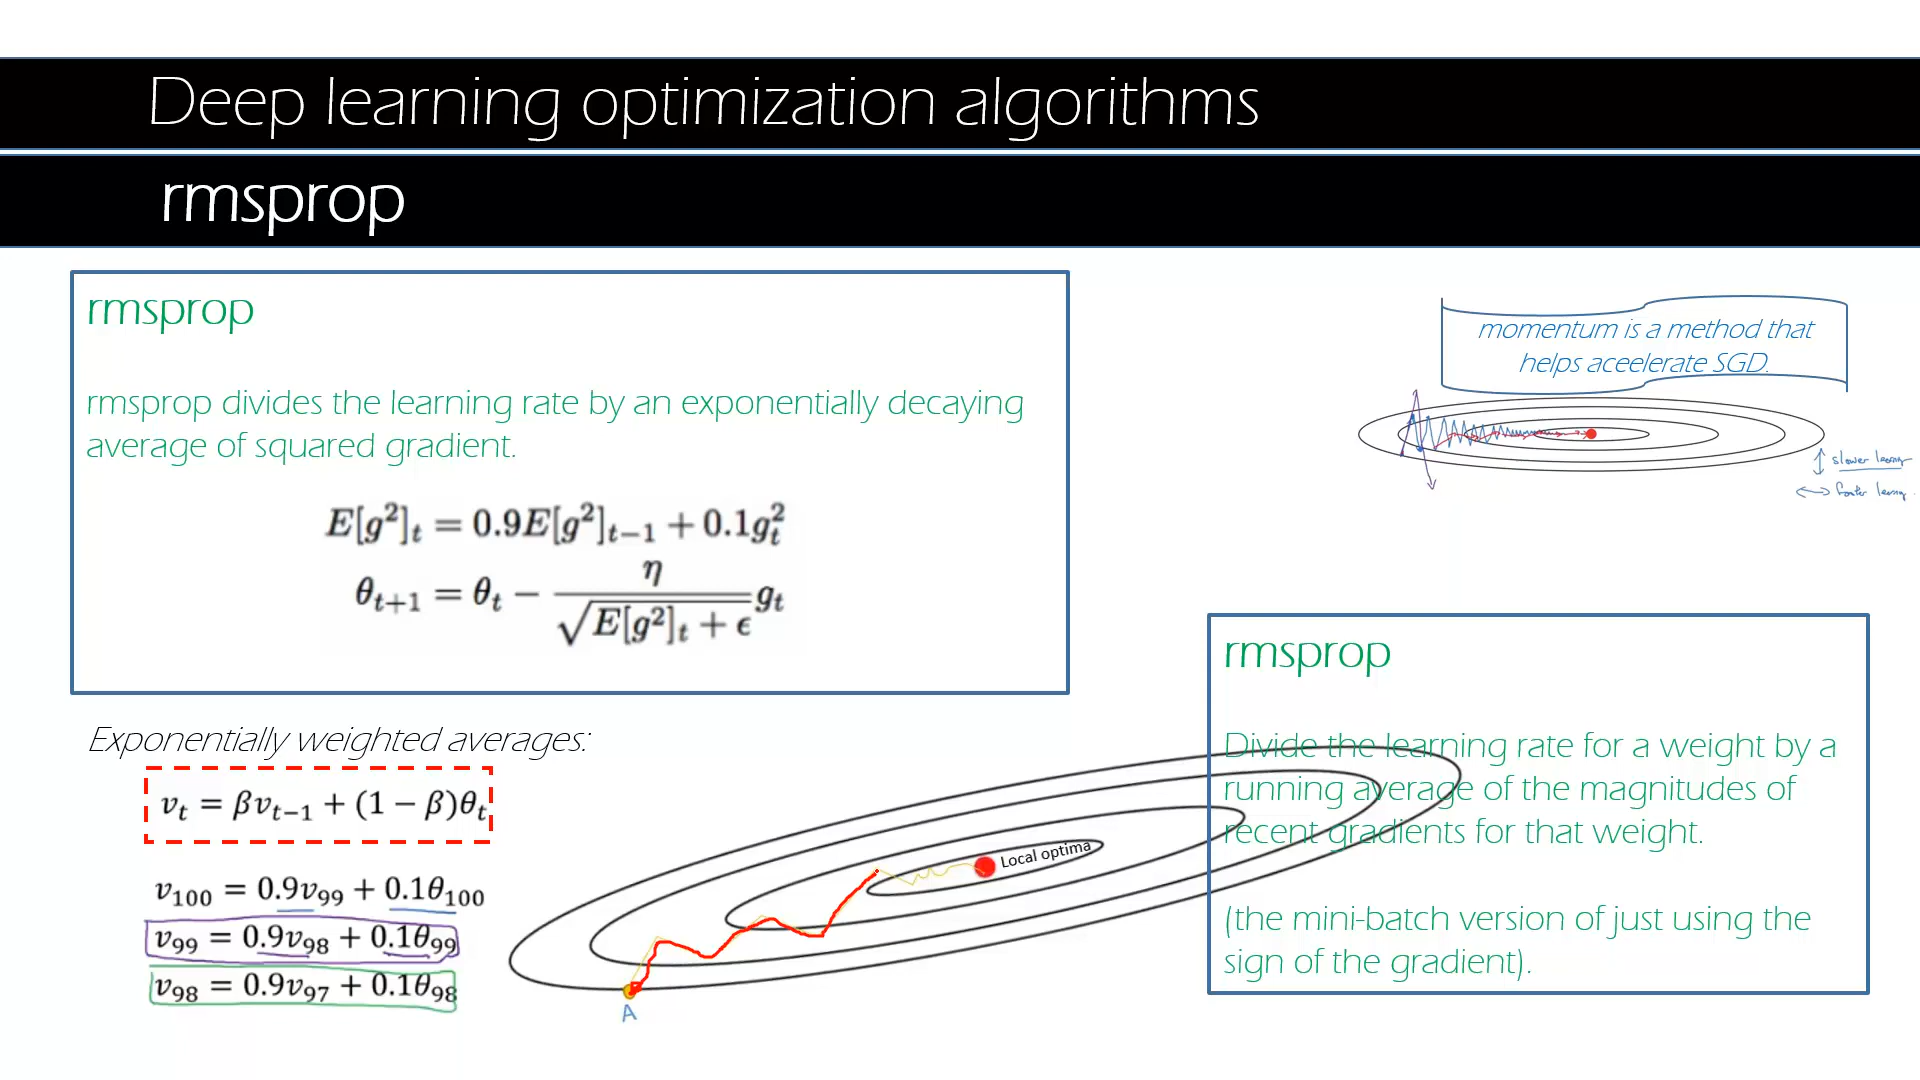 Deep learning optimization algorithms
rmsprop
rmsprop
rmsprop divides the learning rate by an exponentially decaying
average of squared gradient.
E[g²]ₜ = 0.9E[g²]ₜ₋₁ + 0.1gₜ²
θₜ₊₁ = θₜ − η / √(E[g²]ₜ + ϵ) gₜ
momentum is a method that
helps aceelerate SGD.
↕ slower learning
↔ faster learning
Exponentially weighted averages:
vₜ = βvₜ₋₁ + (1 − β)θₜ
v₁₀₀ = 0.9v₉₉ + 0.1θ₁₀₀
v₉₉ = 0.9v₉₈ + 0.1θ₉₉
v₉₈ = 0.9v₉₇ + 0.1θ₉₈
Local optima
A
rmsprop
Divide the learning rate for a weight by a
running average of the magnitudes of
recent gradients for that weight.
(the mini-batch version of just using the
sign of the gradient).